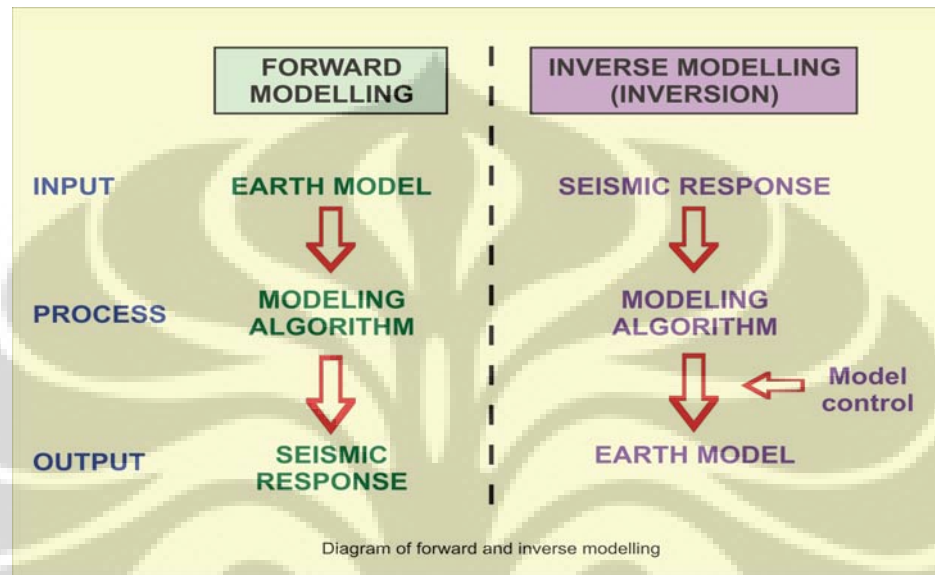 FORWARD
MODELLING
INVERSE MODELLING
(INVERSION)
INPUT
EARTH MODEL
SEISMIC RESPONSE
PROCESS
MODELING
ALGORITHM
MODELING
ALGORITHM
Model
control
OUTPUT
SEISMIC
RESPONSE
EARTH MODEL
Diagram of forward and inverse modelling